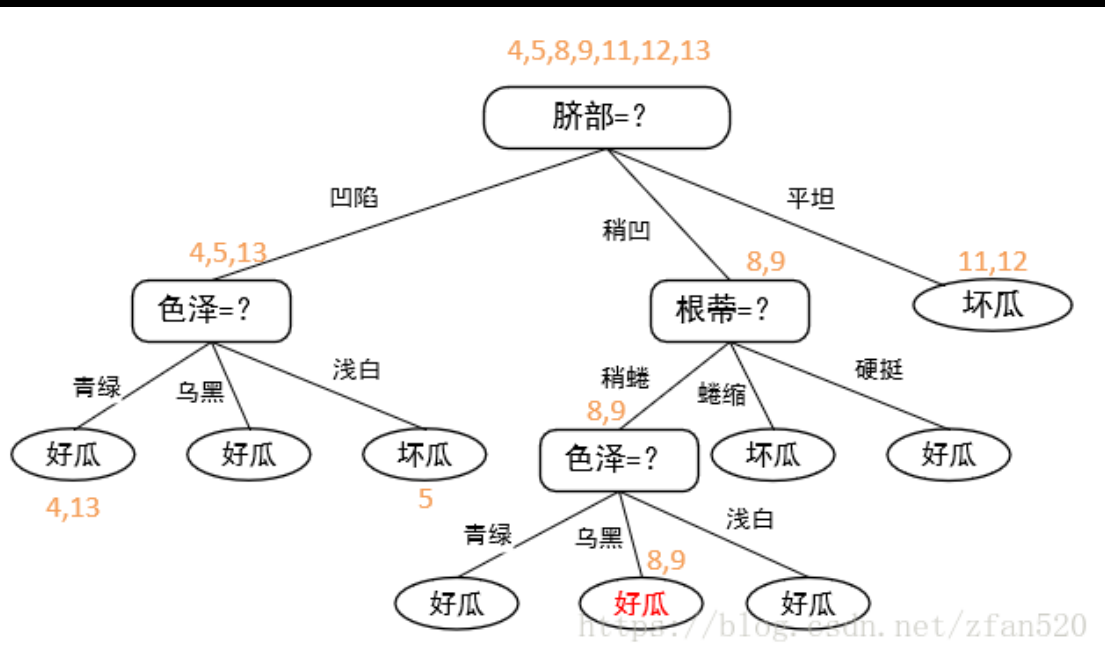 4,5,8,9,11,12,13
脐部=?
凹陷
稍凹
平坦
4,5,13
8,9
11,12
色泽=?
根蒂=?
坏瓜
青绿
乌黑
浅白
稍蜷
蜷缩
硬挺
8,9
好瓜
好瓜
坏瓜
色泽=?
坏瓜
好瓜
4,13
5
青绿
乌黑
浅白
8,9
好瓜
好瓜
好瓜
https://blog.csdn.net/zfan520